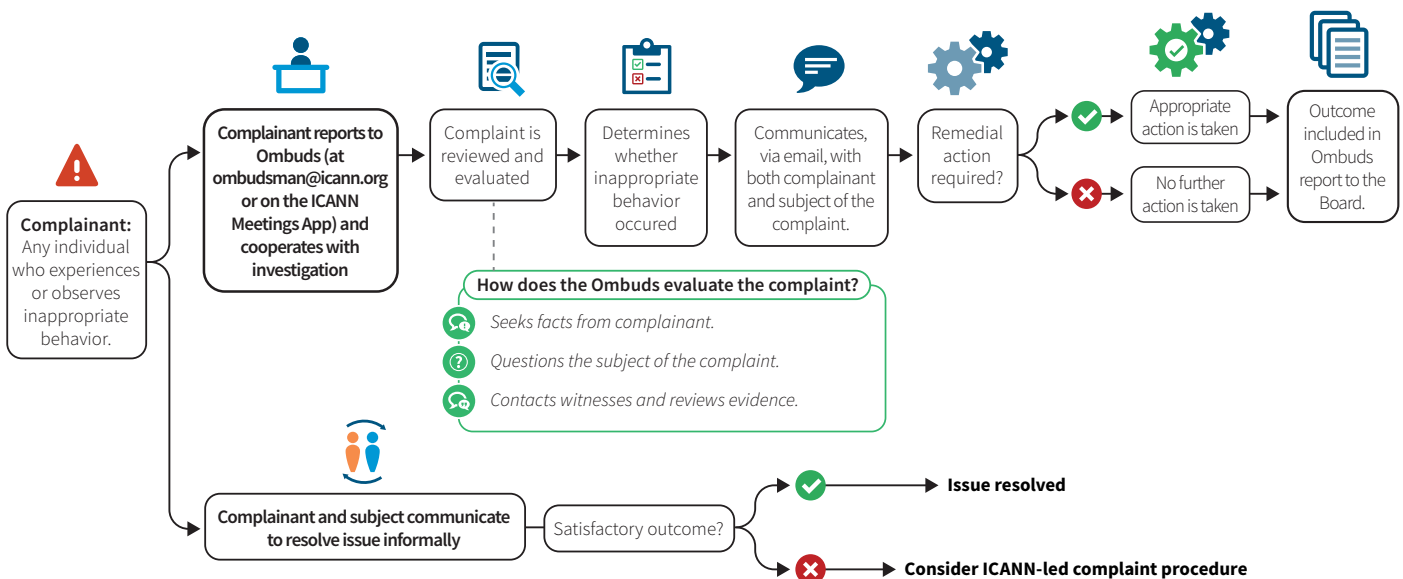 Complainant:
Any individual
who experiences
or observes
inappropriate
behavior.
Complainant reports to
Ombuds (at
ombudsman@icann.org
or on the ICANN
Meetings App) and
cooperates with
investigation
Complaint is
reviewed and
evaluated
Determines
whether
inappropriate
behavior
occured
Communicates,
via email, with
both complainant
and subject of the
complaint.
Remedial
action
required?
Appropriate
action is taken
No further
action is taken
Outcome
included in
Ombuds
report to the
Board.
How does the Ombuds evaluate the complaint?
Seeks facts from complainant.
Questions the subject of the complaint.
Contacts witnesses and reviews evidence.
Complainant and subject communicate
to resolve issue informally
Satisfactory outcome?
Issue resolved
Consider ICANN-led complaint procedure